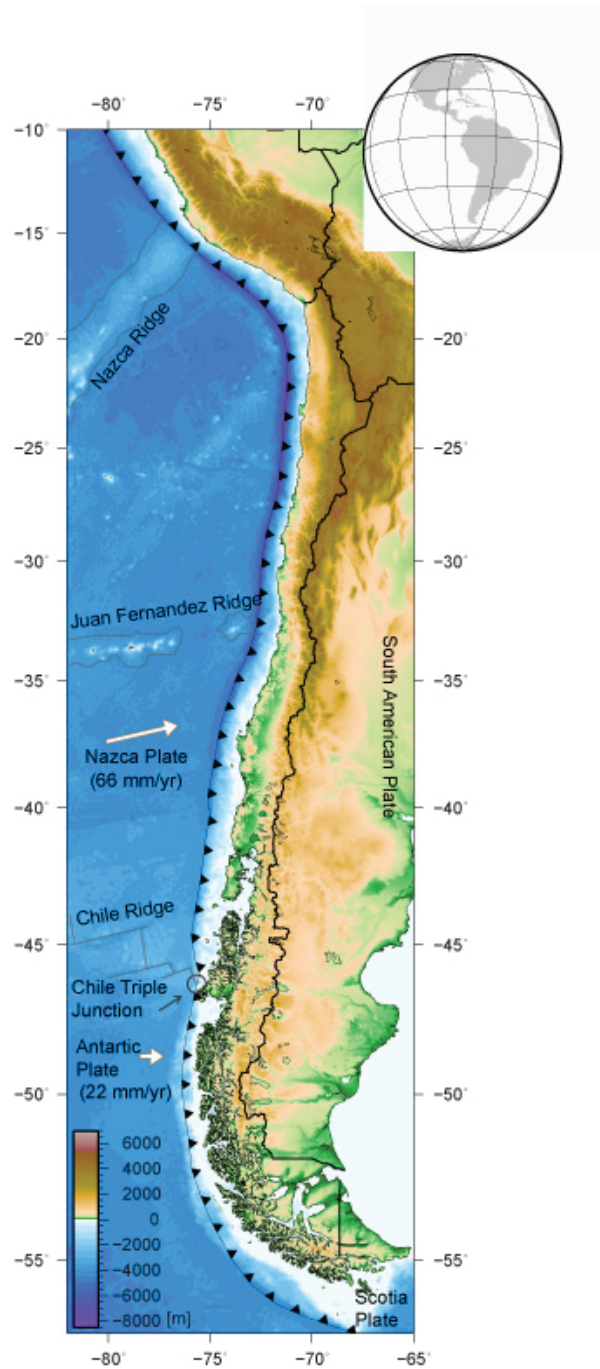 −80° −75° −70°
−10°
−15°
Nazca Ridge
−20° −20°
−25° −25°
−30° −30°
Juan Fernandez Ridge
South American Plate
−35° −35°
Nazca Plate
(66 mm/yr)
−40° −40°
Chile Ridge
−45° −45°
Chile Triple
Junction
Antartic
Plate
(22 mm/yr)
−50° −50°
6000
4000
2000
0
−2000
−4000
−6000
−8000 [m]
−55° −55°
Scotia
Plate
−80° −75° −70° −65°